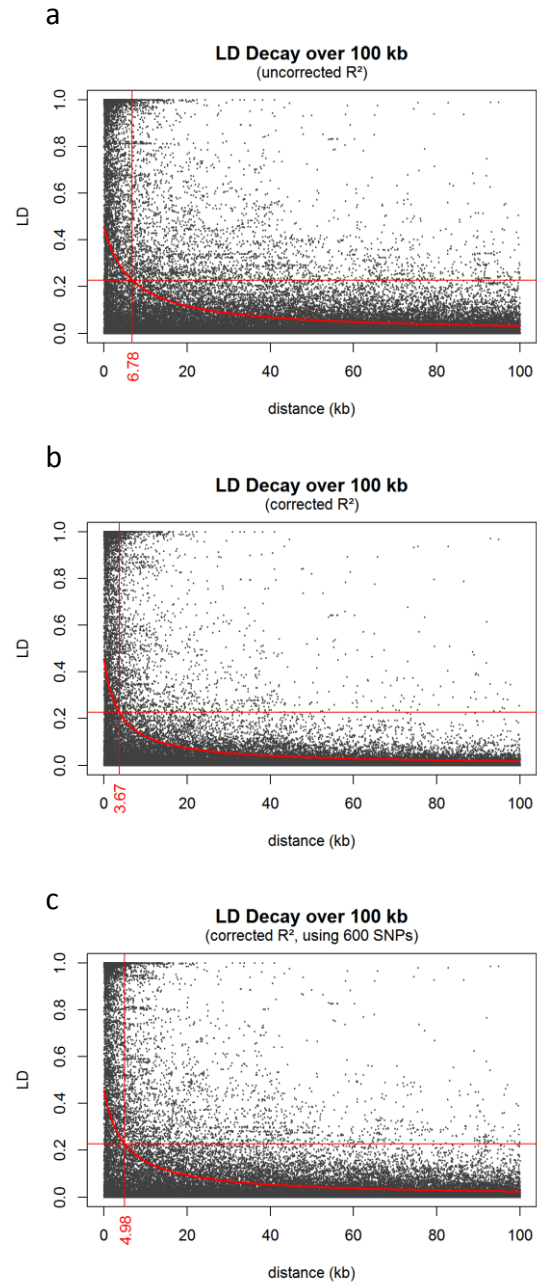 a
LD Decay over 100 kb
(uncorrected R²)
LD
1.0
0.8
0.6
0.4
0.2
0.0
0 20 40 60 80 100
6.78
distance (kb)
b
LD Decay over 100 kb
(corrected R²)
LD
1.0
0.8
0.6
0.4
0.2
0.0
0 20 40 60 80 100
3.67
distance (kb)
c
LD Decay over 100 kb
(corrected R², using 600 SNPs)
LD
1.0
0.8
0.6
0.4
0.2
0.0
0 20 40 60 80 100
4.98
distance (kb)